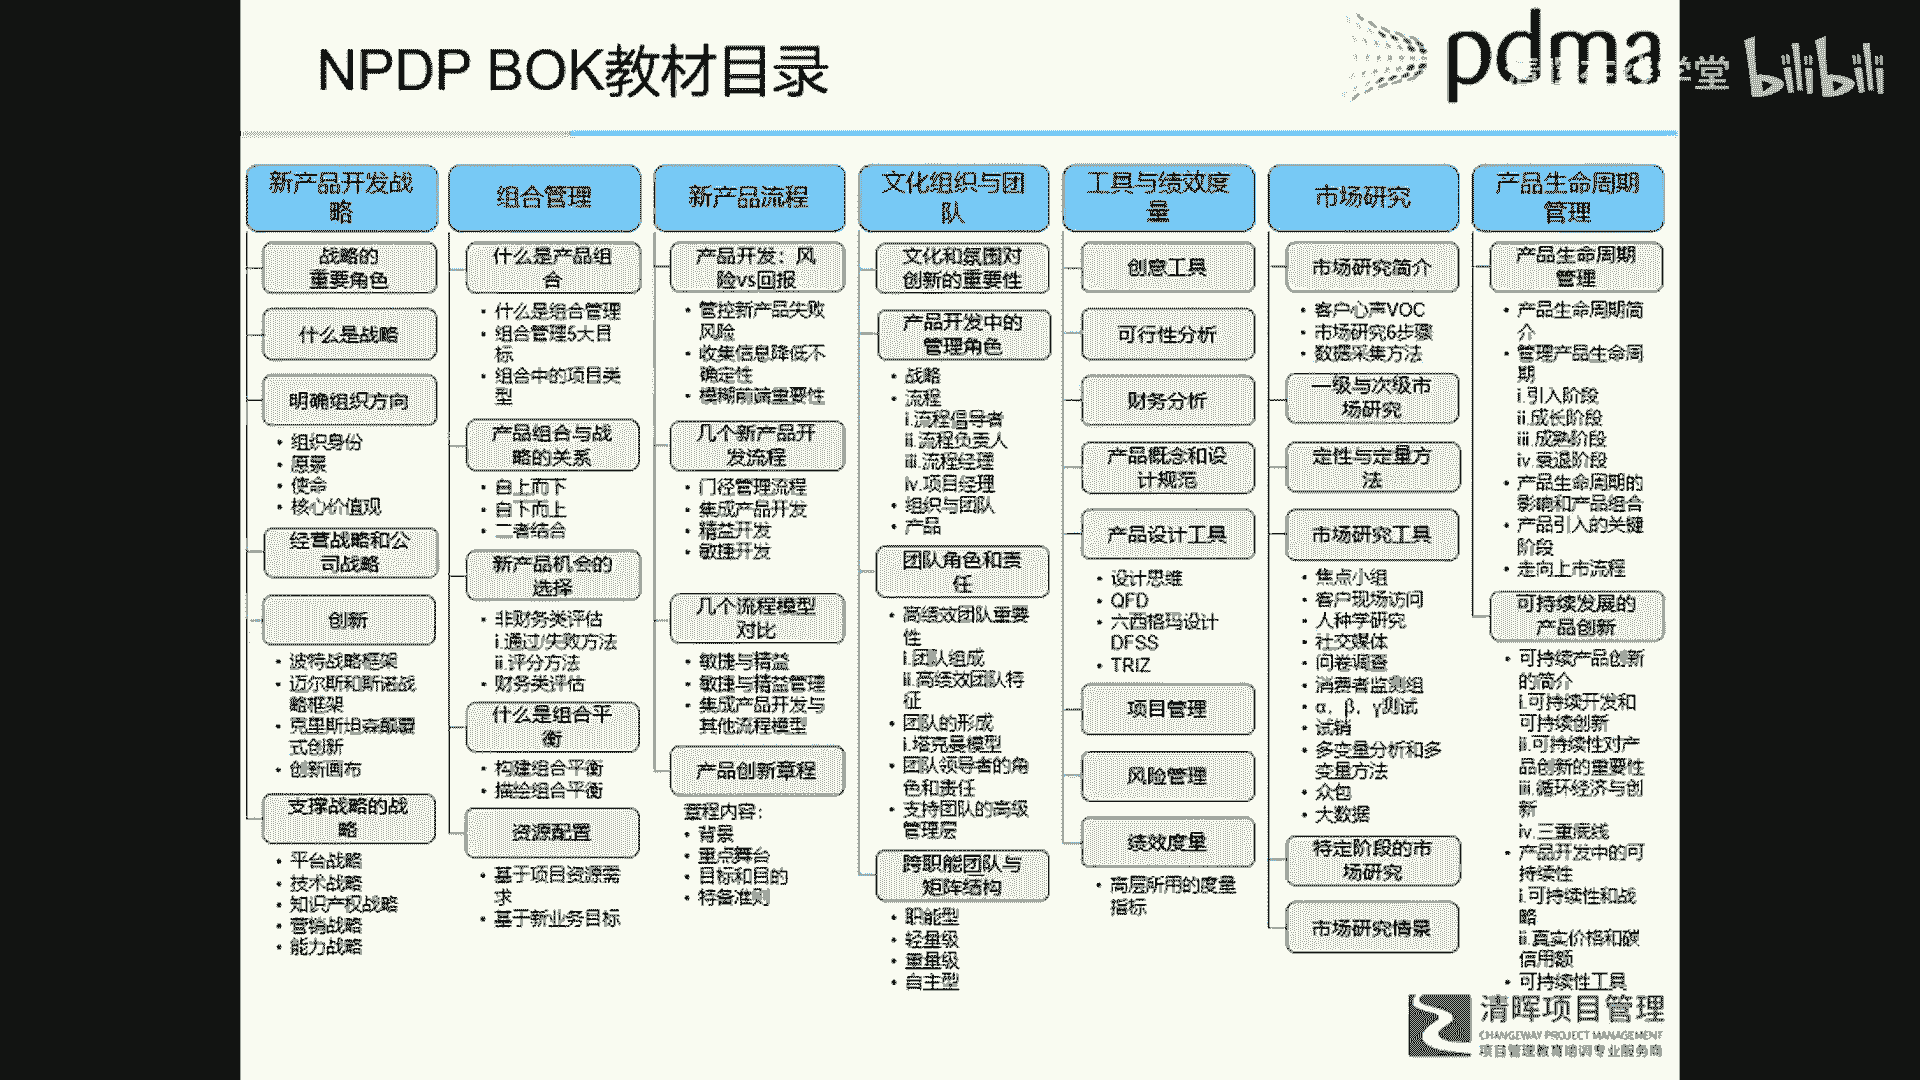 NPDP BOK教材目录
pdma
学堂
bilibili
新产品开发战
略
战略的
重要角色
什么是战略
明确组织方向
• 组织身份
• 愿景
• 使命
• 核心价值观
经营战略和公
司战略
创新
• 波特战略框架
• 迈尔斯和斯诺战
略框架
• 克里斯坦森颠覆
式创新
• 创新画布
支撑战略的战
略
• 平台战略
• 技术战略
• 知识产权战略
• 营销战略
• 能力战略
组合管理
什么是产品组
合
• 什么是组合管理
• 组合管理5大目
标
• 组合中的项目类
型
产品组合与战
略的关系
• 自上而下
• 自下而上
• 二者结合
新产品机会的
选择
• 非财务类评估
i.通过/失败方法
ii.评分方法
• 财务类评估
什么是组合平
衡
• 构建组合平衡
• 描绘组合平衡
资源配置
• 基于项目资源需
求
• 基于新业务目标
新产品流程
产品开发：风
险vs回报
• 管控新产品失败
风险
• 收集信息降低不
确定性
• 模糊前端重要性
几个新产品开
发流程
• 门径管理流程
• 集成产品开发
• 精益开发
• 敏捷开发
几个流程模型
对比
• 敏捷与精益
• 敏捷与精益管理
• 集成产品开发与
其他流程模型
产品创新章程
章程内容：
• 背景
• 重点舞台
• 目标和目的
• 特备准则
文化组织与团
队
文化和氛围对
创新的重要性
产品开发中的
管理角色
• 战略
• 流程
i.流程倡导者
ii.流程负责人
iii.流程经理
iv.项目经理
• 组织与团队
• 产品
团队角色和责
任
• 高绩效团队重要
性
i.团队组成
ii.高绩效团队特
征
• 团队的形成
i.塔克曼模型
• 团队领导者的角
色和责任
• 支持团队的高级
管理层
跨职能团队与
矩阵结构
• 职能型
• 轻量级
• 重量级
• 自主型
工具与绩效度
量
创意工具
可行性分析
财务分析
产品概念和设
计规范
产品设计工具
• 设计思维
• QFD
• 六西格玛设计
DFSS
• TRIZ
项目管理
风险管理
绩效度量
• 高层所用的度量
指标
市场研究
市场研究简介
• 客户心声VOC
• 市场研究6步骤
• 数据采集方法
一级与次级市
场研究
定性与定量方
法
市场研究工具
• 焦点小组
• 客户现场访问
• 人种学研究
• 社交媒体
• 问卷调查
• 消费者监测组
• α，β，γ测试
• 试销
• 多变量分析和多
变量方法
• 众包
• 大数据
特定阶段的市
场研究
市场研究情景
产品生命周期
管理
产品生命周期
管理
• 产品生命周期简
介
• 管理产品生命周
期
i.引入阶段
ii.成长阶段
iii.成熟阶段
iv.衰退阶段
• 产品生命周期的
影响和产品组合
• 产品引入的关键
阶段
• 走向上市流程
可持续发展的
产品创新
• 可持续产品创新
的简介
i.可持续开发和
可持续创新
ii.可持续性对产
品创新的重要性
iii.循环经济与创
新
iv.三重底线
• 产品开发中的可
持续性
i.可持续性和战
略
ii.真实价格和碳
信用额
• 可持续性工具
清晖项目管理
CHANGEWAY PROJECT MANAGEMENT
项目管理教育培训专业服务商